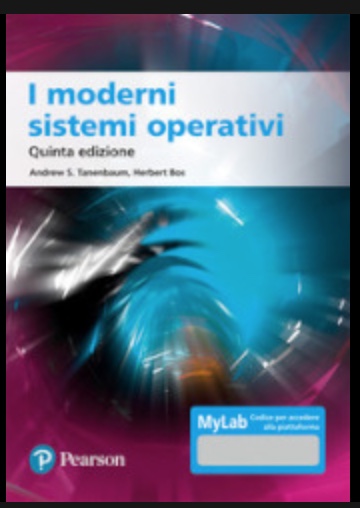 I moderni
sistemi operativi
Quinta edizione
Andrew S. Tanenbaum, Herbert Bos
MyLab
Codice per accedere
alla piattaforma
Pearson